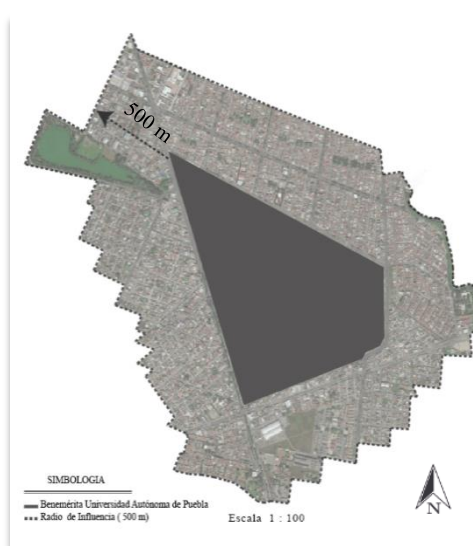 500 m
SIMBOLOGIA
Benemérita Universidad Autónoma de Puebla
Radio de Influencia ( 500 m)
Escala 1 : 100
N